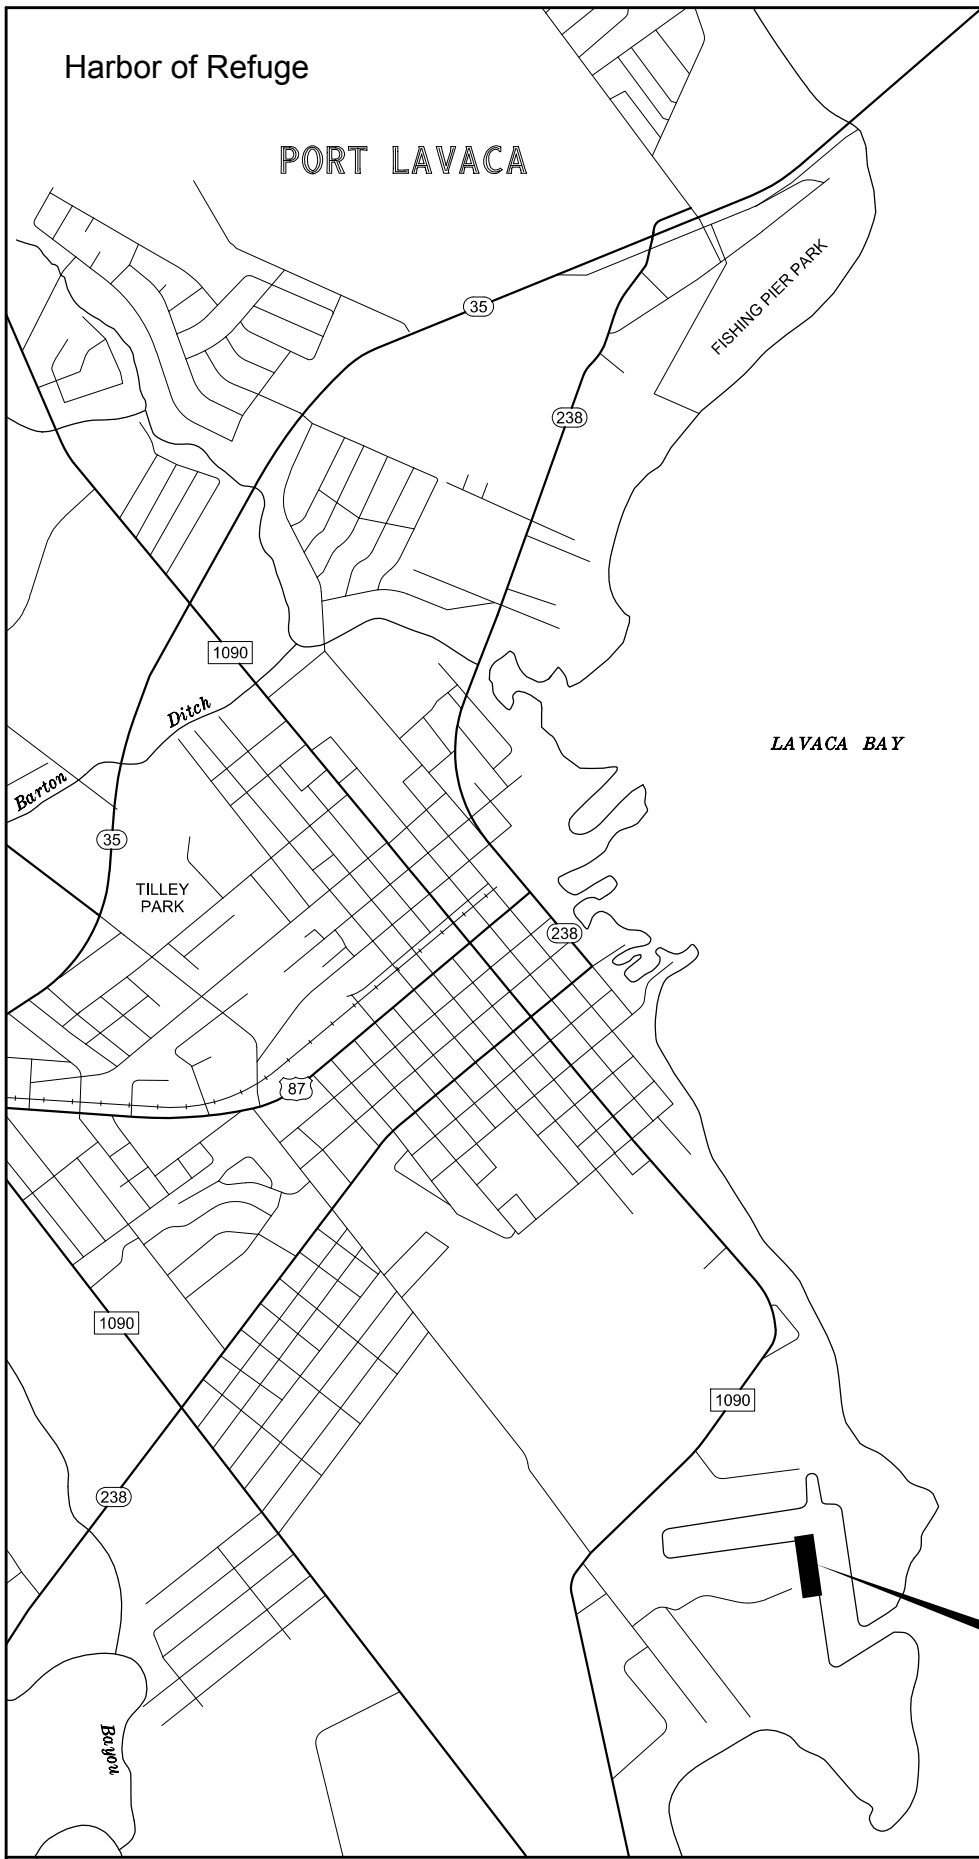 Harbor of Refuge
PORT LAVACA
FISHING PIER PARK
35
238
1090
Ditch
LAVACA BAY
Barton
35
TILLEY
PARK
238
87
1090
1090
238
Bayou